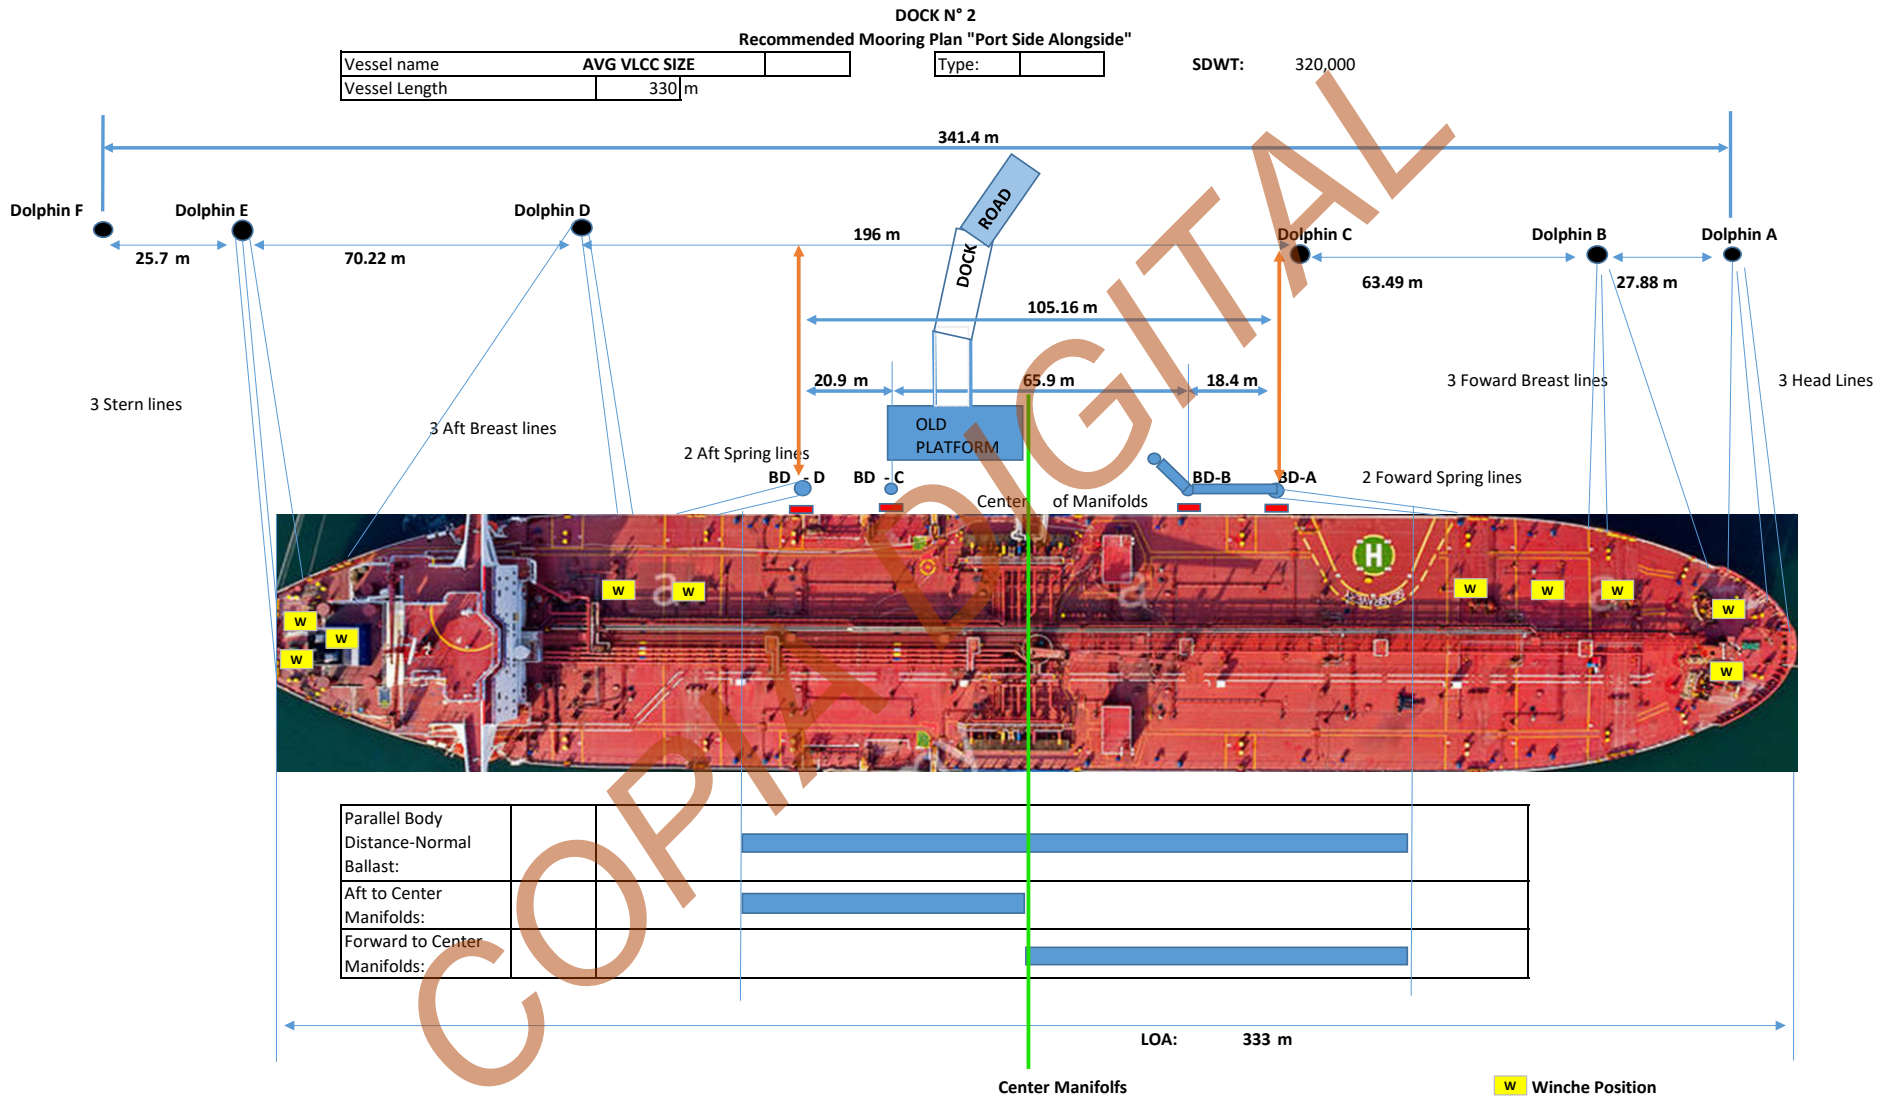 DOCK N° 2
Recommended Mooring Plan "Port Side Alongside"
Vessel name AVG VLCC SIZE Type: SDWT: 320,000
Vessel Length 330 m
341.4 m
Dolphin F Dolphin E Dolphin D 196 m Dolphin C Dolphin B Dolphin A
25.7 m 70.22 m 63.49 m 27.88 m
ROAD
DOCK
105.16 m
20.9 m 65.9 m 18.4 m
3 Stern lines 3 Foward Breast lines 3 Head Lines
3 Aft Breast lines
OLD
PLATFORM
2 Aft Spring lines
BD - D BD - C BD-B BD-A 2 Foward Spring lines
Center of Manifolds
H
W W W W W
W W
W
W W
COPIA DIGITAL
Parallel Body
Distance-Normal
Ballast:
Aft to Center
Manifolds:
Forward to Center
Manifolds:
LOA: 333 m
Center Manifolfs
W Winche Position